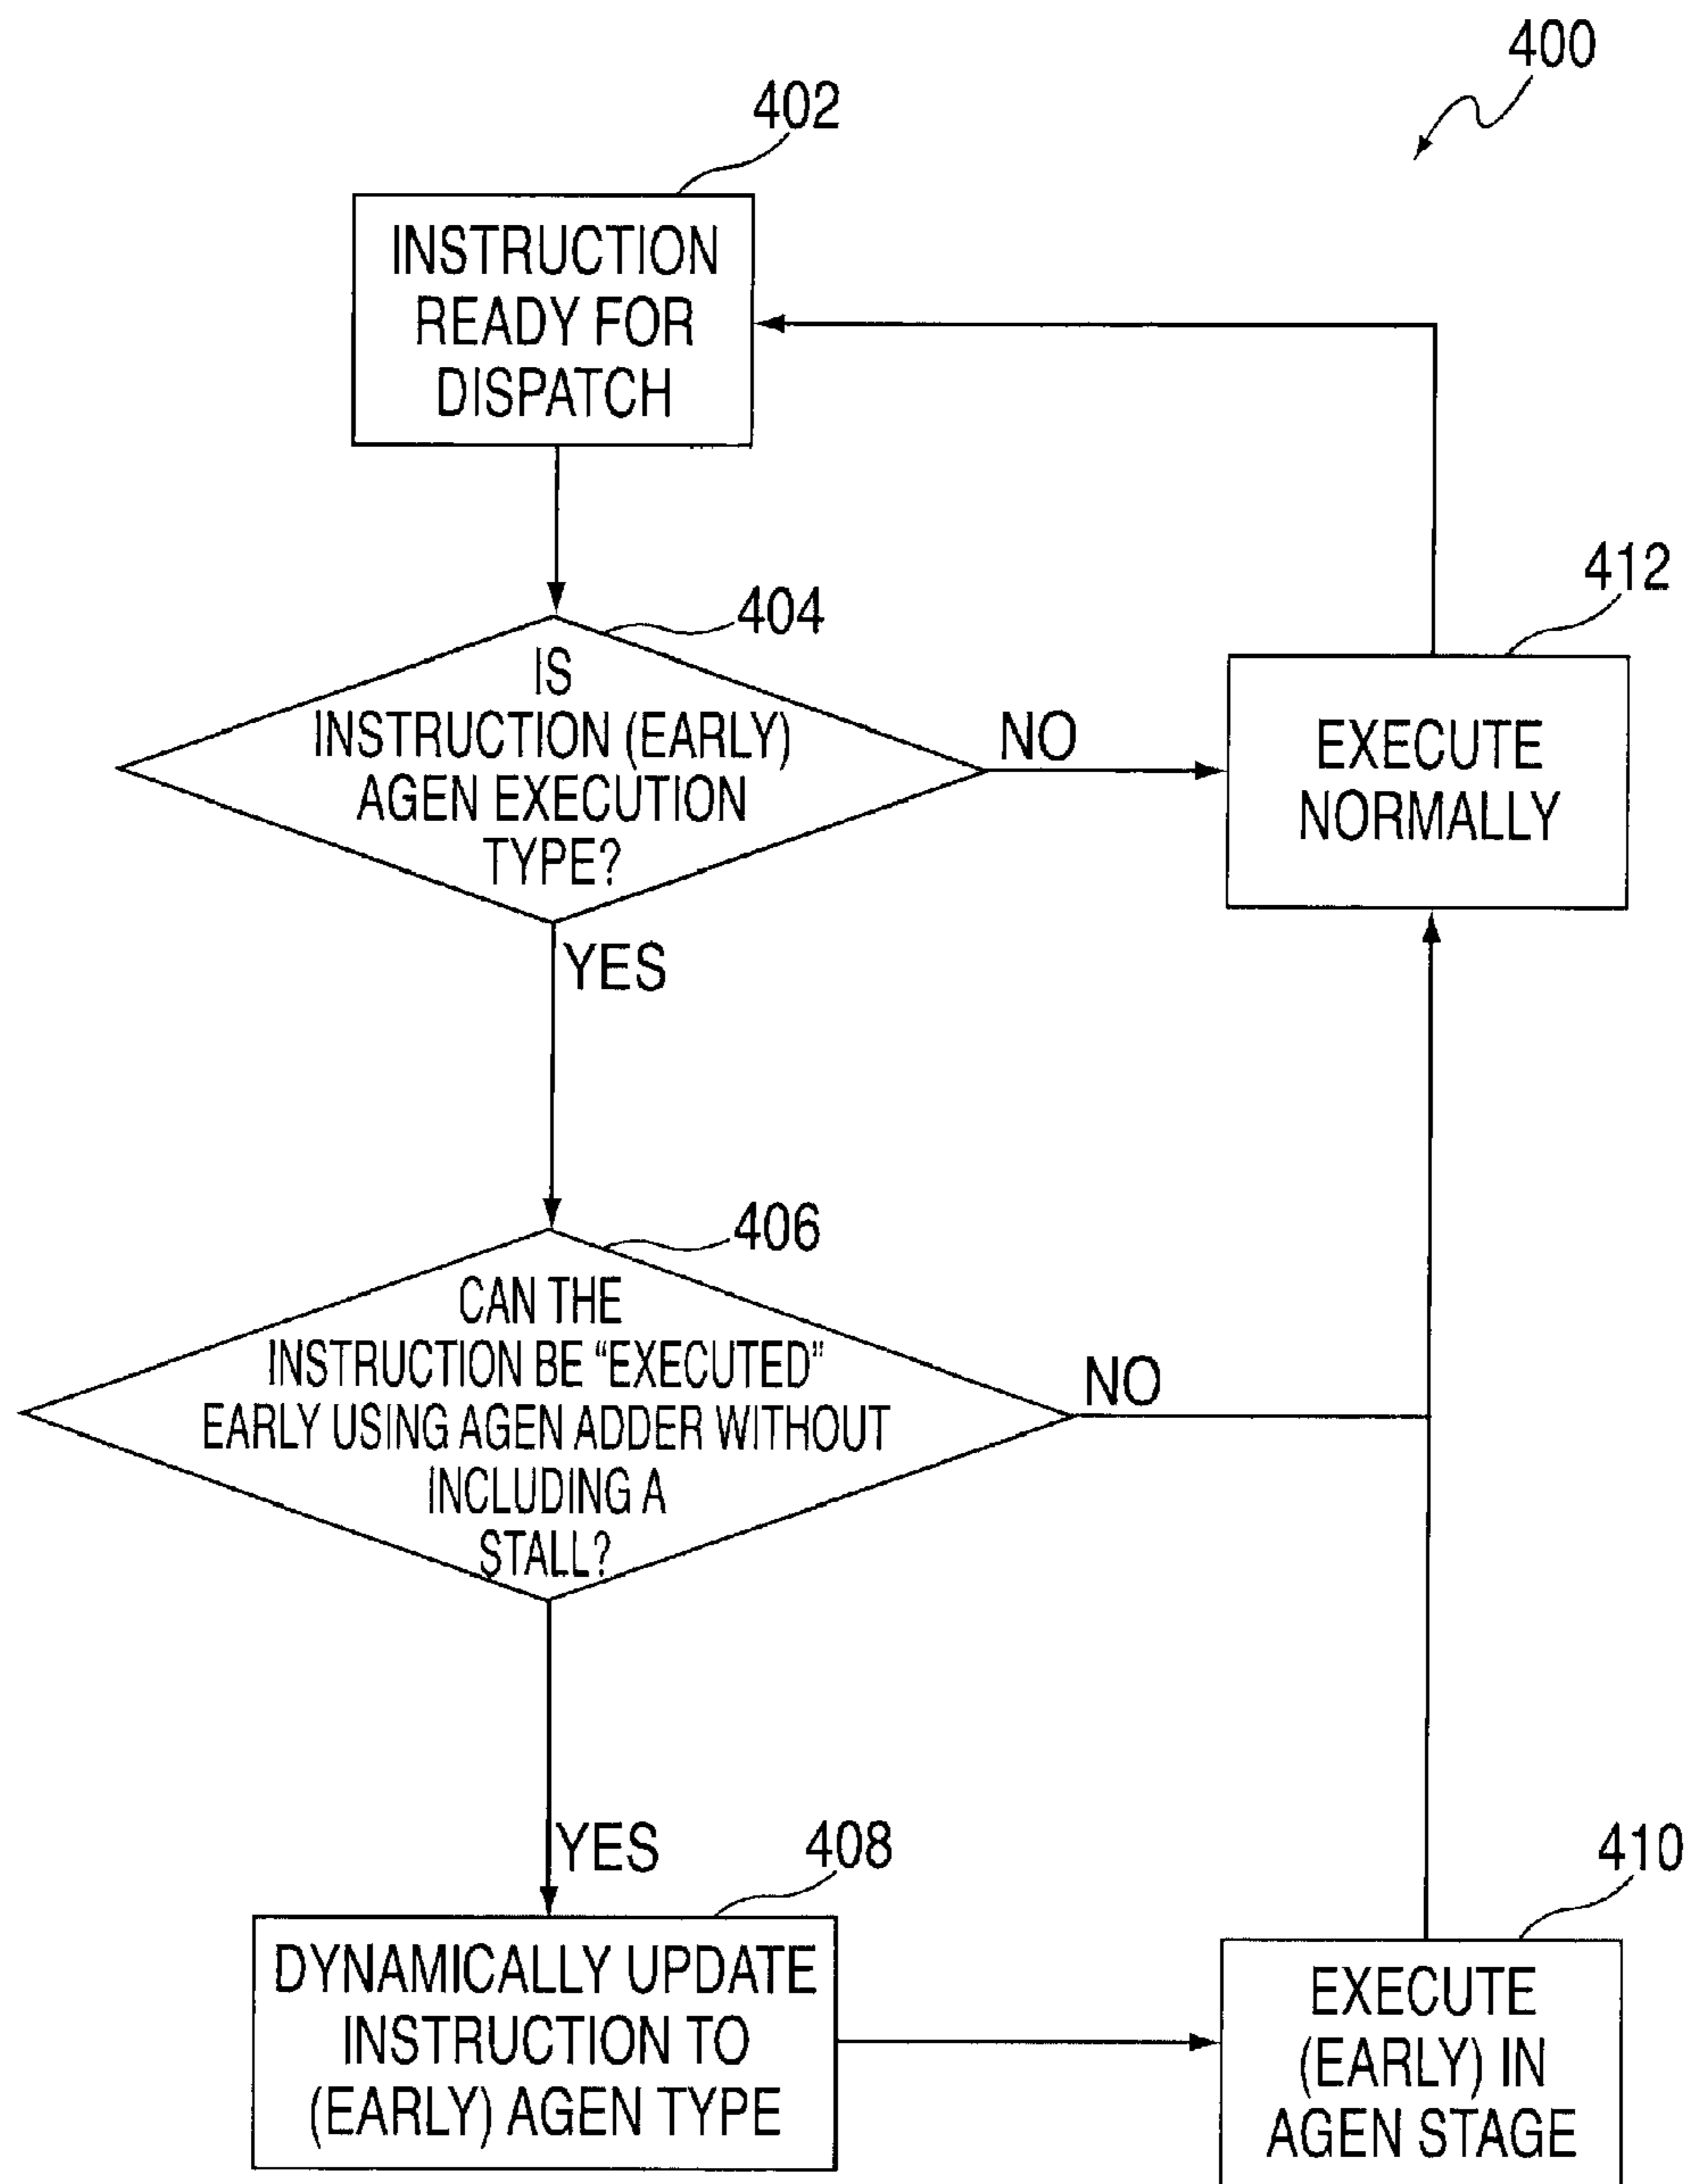 400
402
INSTRUCTION
READY FOR
DISPATCH
404
IS
INSTRUCTION (EARLY)
AGEN EXECUTION
TYPE?
NO
412
EXECUTE
NORMALLY
YES
406
CAN THE
INSTRUCTION BE “EXECUTED”
EARLY USING AGEN ADDER WITHOUT
INCLUDING A
STALL?
NO
YES
408
DYNAMICALLY UPDATE
INSTRUCTION TO
(EARLY) AGEN TYPE
410
EXECUTE
(EARLY) IN
AGEN STAGE